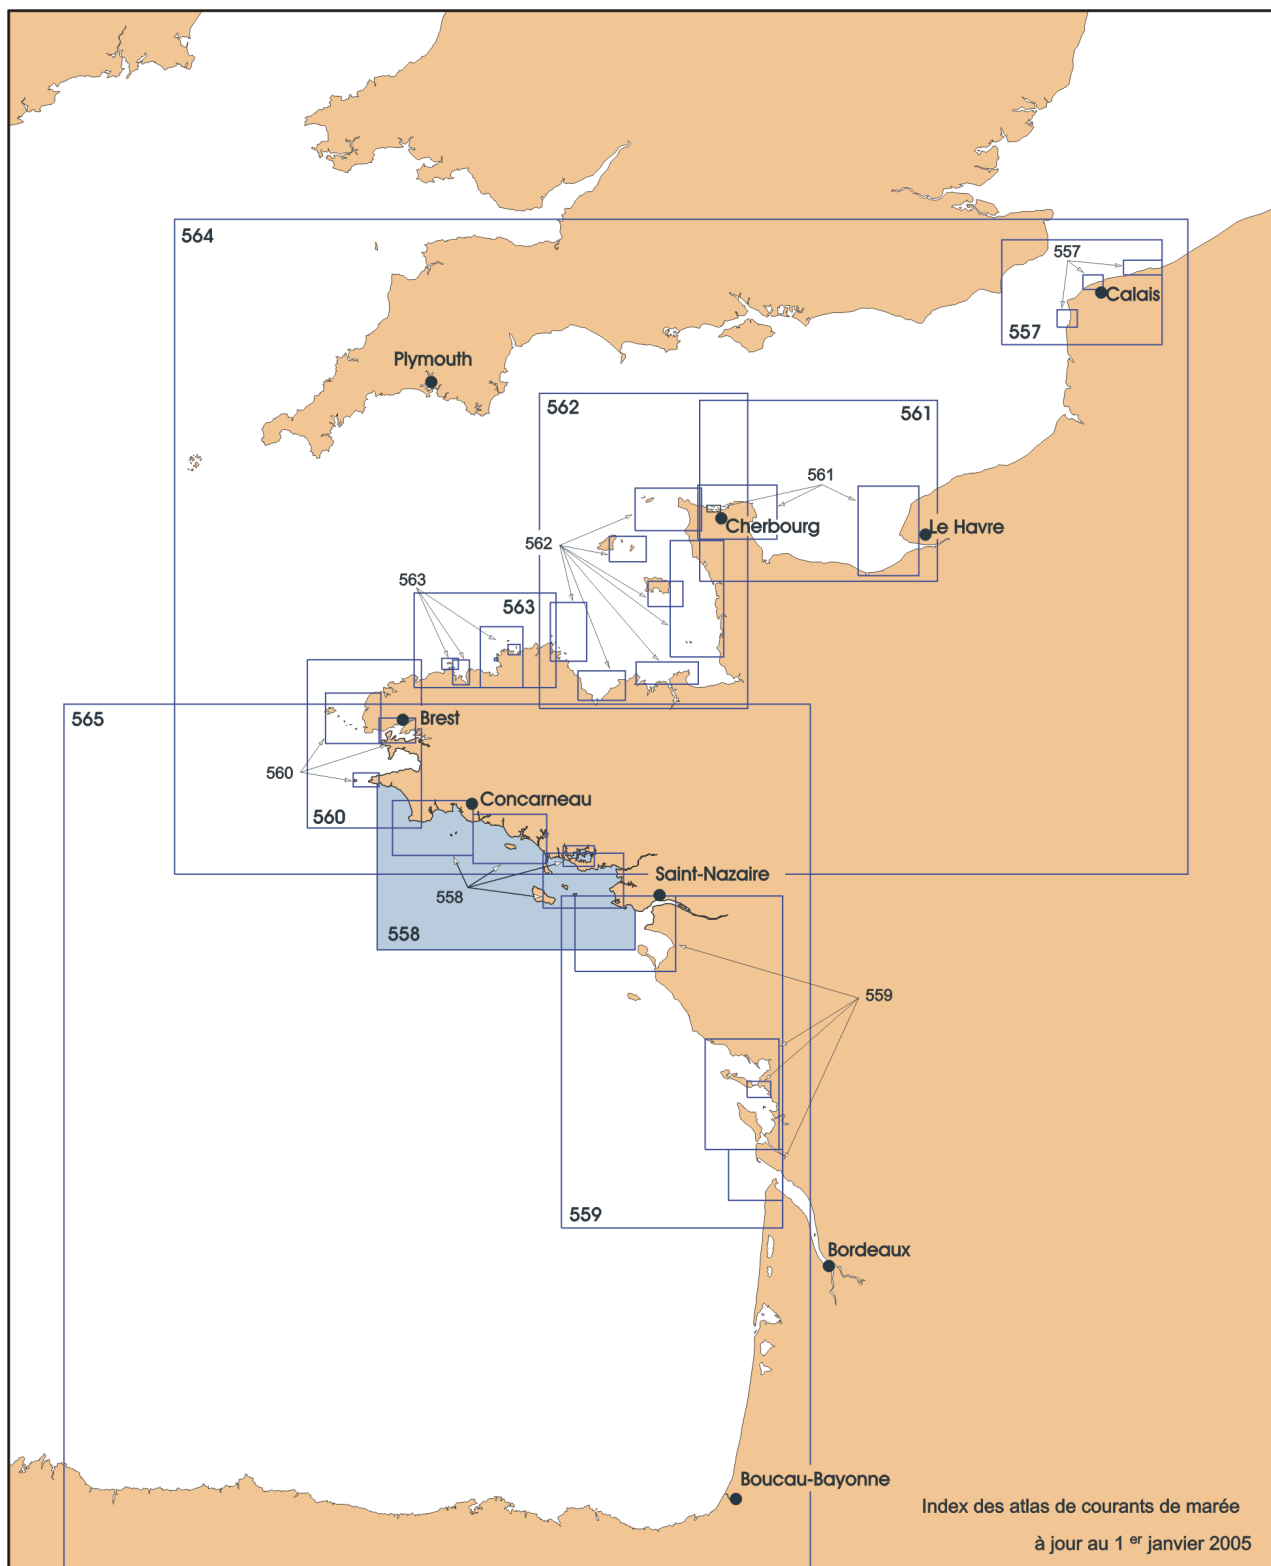 564
557
Calais
557
Plymouth
562
561
561
Cherbourg
Le Havre
562
563
563
565
Brest
560
560
Concarneau
Saint-Nazaire
558
558
559
559
Bordeaux
Boucau-Bayonne
Index des atlas de courants de marée
à jour au 1 er janvier 2005